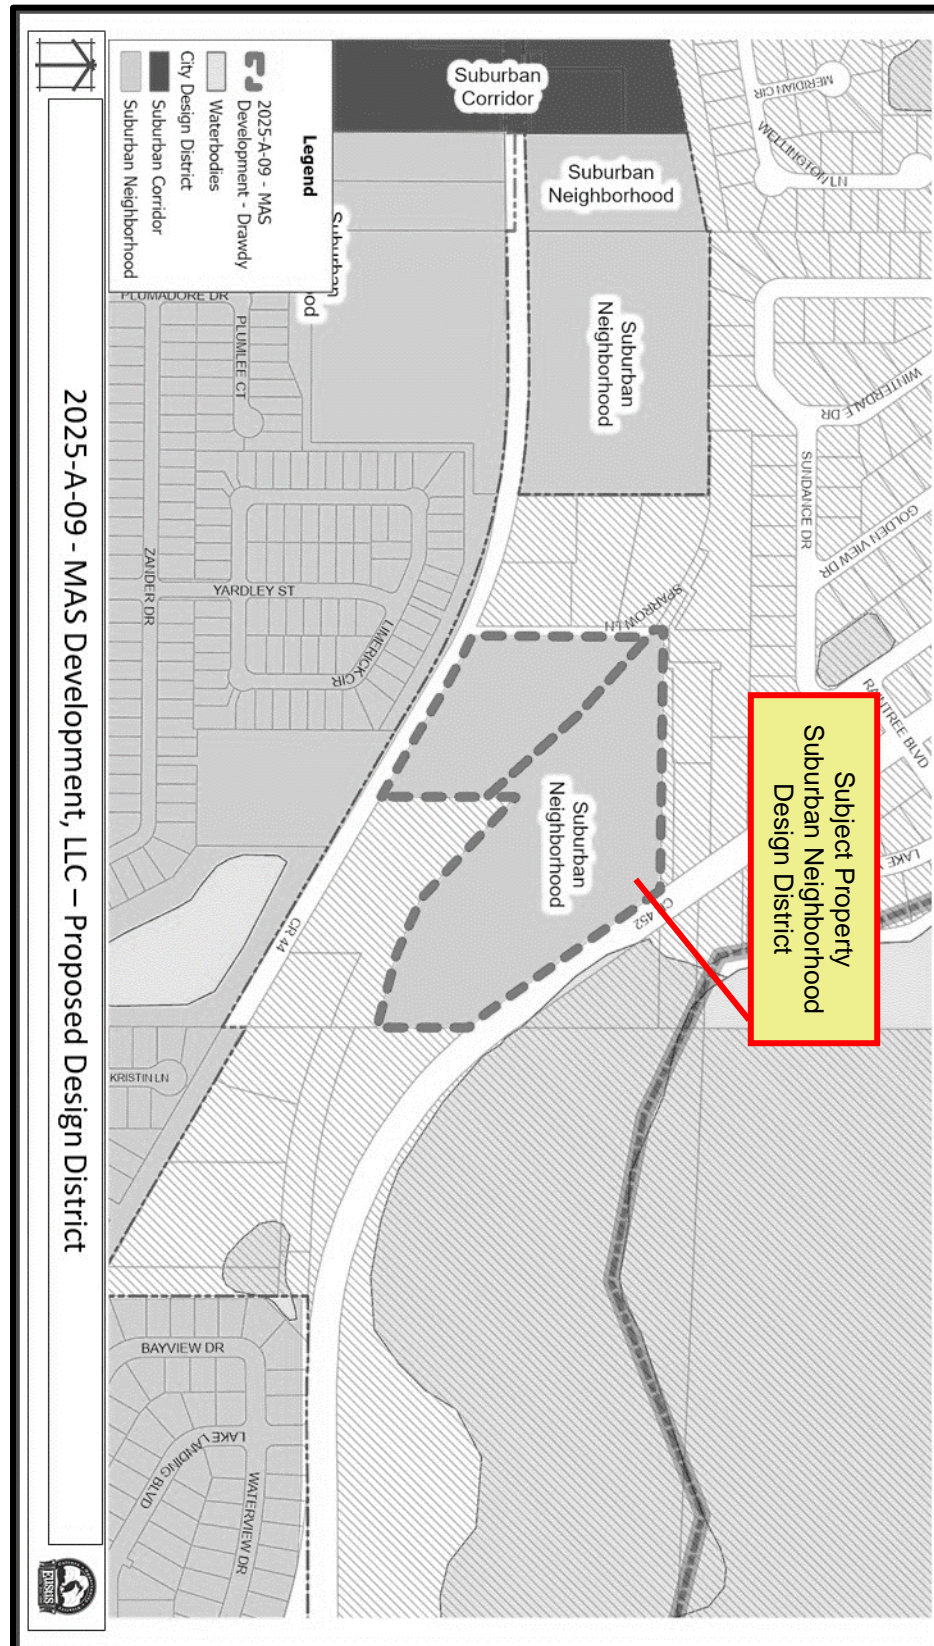 2025-A-09 - MAS Development, LLC – Proposed Design District
Legend
2025-A-09 - MAS
Development - Drawdy
Waterbodies
City Design District
Suburban Corridor
Suburban Neighborhood
Suburban
Corridor
Suburban
Neighborhood
Suburban
Neighborhood
Suburban
Neighborhood
Subject Property
Suburban Neighborhood
Design District
MERIDIAN CIR
WELLINGTON LN
WINTERDALE DR
SUNDANCE DR
GOLDEN VIEW DR
RAINTREE BLVD
LAKE
SPARROW LN
PLUMADORE DR
PLUMLEE CT
ZANDER DR
YARDLEY ST
LIMERICK CIR
CR 44
452
KRISTIN LN
BAYVIEW DR
LAKE LANDING BLVD
WATERVIEW DR
EUSTIS